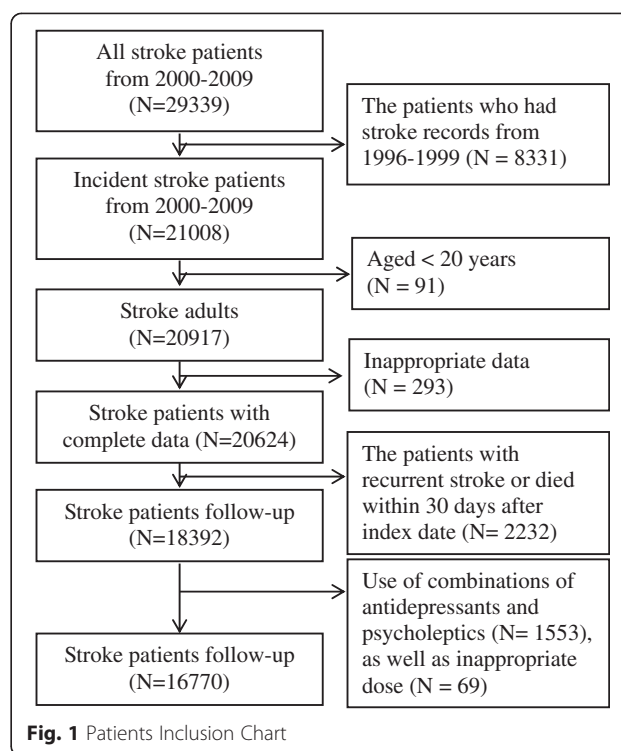 All stroke patients
from 2000-2009
(N=29339)
The patients who had
stroke records from
1996-1999 (N = 8331)
Incident stroke patients
from 2000-2009
(N=21008)
Aged < 20 years
(N = 91)
Stroke adults
(N=20917)
Inappropriate data
(N = 293)
Stroke patients with
complete data (N=20624)
The patients with
recurrent stroke or died
within 30 days after
index date (N= 2232)
Stroke patients follow-up
(N=18392)
Use of combinations of
antidepressants and
psycholeptics (N= 1553),
as well as inappropriate
dose (N = 69)
Stroke patients follow-up
(N=16770)
Fig. 1 Patients Inclusion Chart